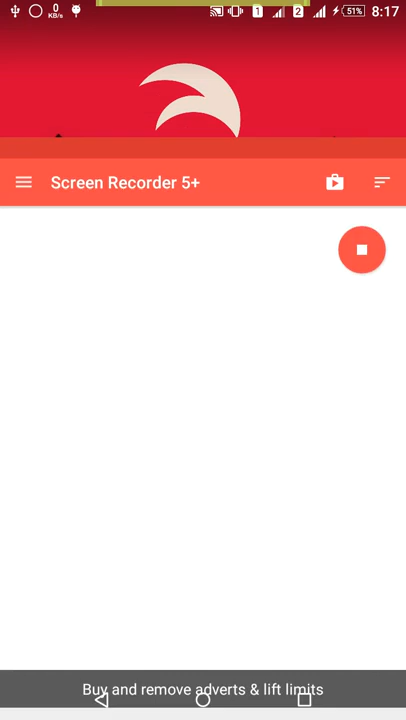 0
KB/s
1
2
51%
8:17
Screen Recorder 5+
Buy and remove adverts & lift limits